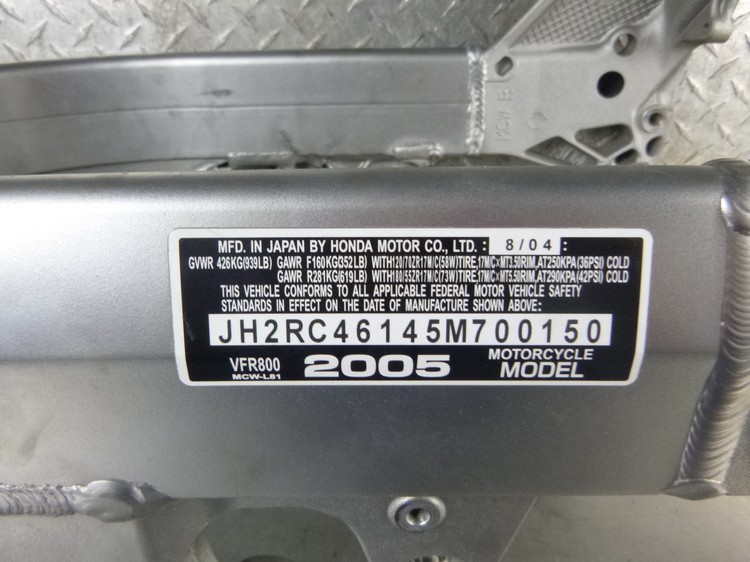 MCW B
MFD. IN JAPAN BY HONDA MOTOR CO., LTD. : 8/04 :
GVWR 426KG(939LB) GAWR F160KG(352LB) WITH120/70ZR17M/C(58W)TIRE,17M/C×MT3.50RIM,AT250KPA(36PSI) COLD
GAWR R281KG(619LB) WITH180/55ZR17M/C(73W)TIRE,17M/C×MT5.50RIM,AT290KPA(42PSI) COLD
THIS VEHICLE CONFORMS TO ALL APPLICABLE FEDERAL MOTOR VEHICLE SAFETY
STANDARDS IN EFFECT ON THE DATE OF MANUFACTURE SHOWN ABOVE.
JH2RC46145M700150
VFR800 2005 MOTORCYCLE
MCW-L81 MODEL